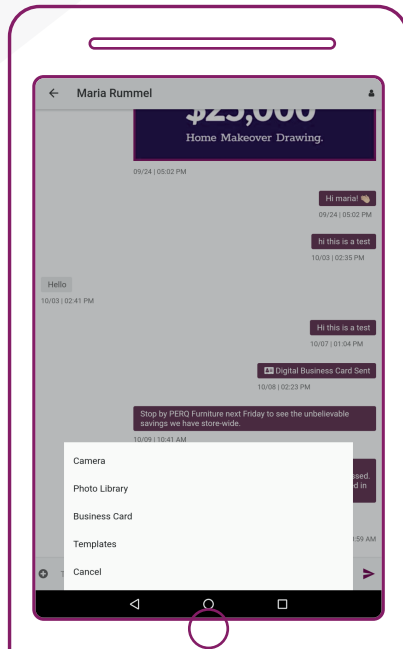 Maria Rummel
$25,000
Home Makeover Drawing.
09/24 | 05:02 PM
Hi maria!
09/24 | 05:02 PM
hi this is a test
10/03 | 02:35 PM
Hello
10/03 | 02:41 PM
Hi this is a test
10/07 | 01:04 PM
Digital Business Card Sent
10/08 | 02:23 PM
Stop by PERQ Furniture next Friday to see the unbelievable
savings we have store-wide.
10/09 | 10:41 AM
Camera
ssed.
Photo Library
d in
Business Card
Templates
:59 AM
Cancel